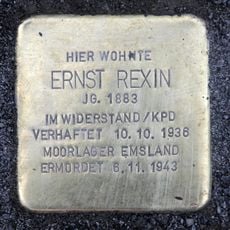 HIER WOHNTE
ERNST REXIN
JG. 1883
IM WIDERSTAND/KPD
VERHAFTET 10.10.1936
MOORLAGER EMSLAND
ERMORDET 6.11.1943